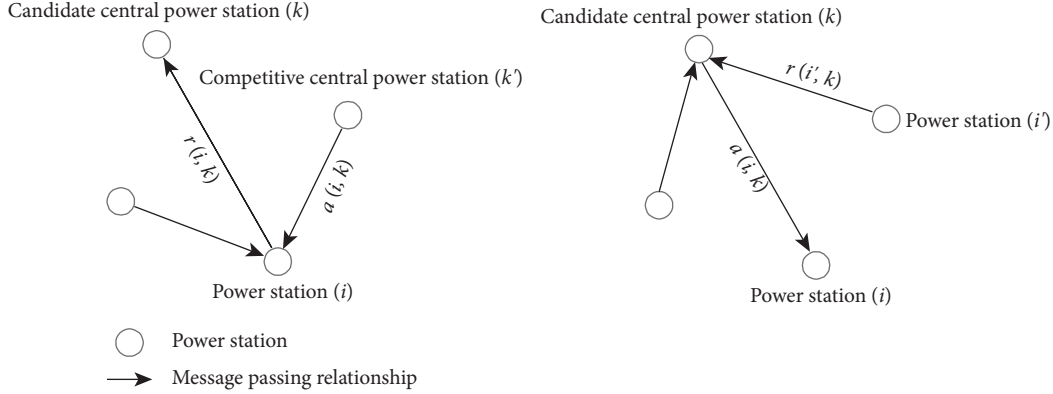 Candidate central power station (k)
Competitive central power station (k′)
r (i, k)
a (i, k)
Power station (i)
Power station
Message passing relationship
Candidate central power station (k)
r (i′, k)
Power station (i′)
a (i, k)
Power station (i)